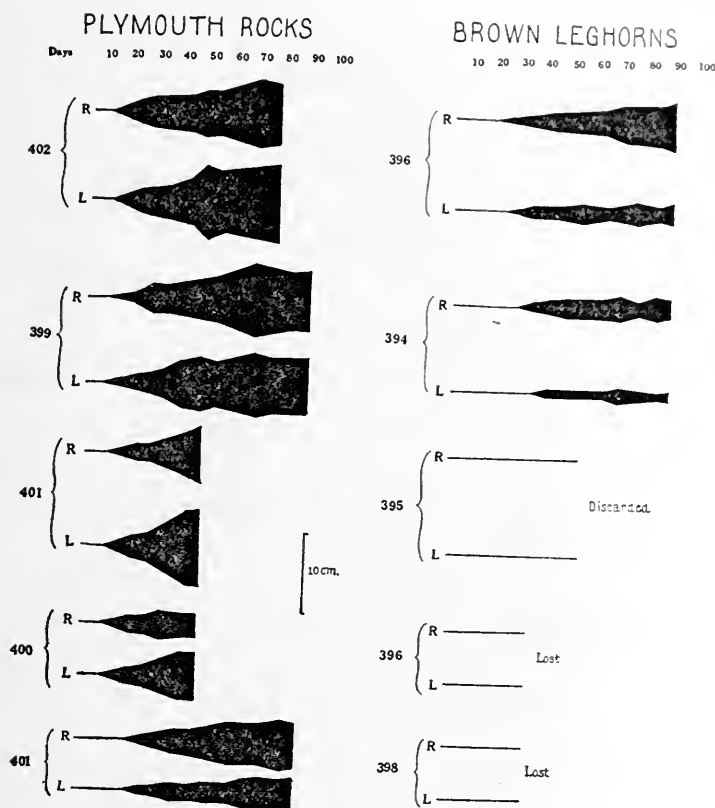 PLYMOUTH ROCKS
Days 10 20 30 40 50 60 70 80 90 100
R
402
L
R
399
L
R
401
L
10 cm.
R
400
L
R
401
L
BROWN LEGHORNS
10 20 30 40 50 60 70 80 90 100
R
396
L
R
394
L
R
395
Discarded
L
R
396
Lost
L
R
398
Lost
L